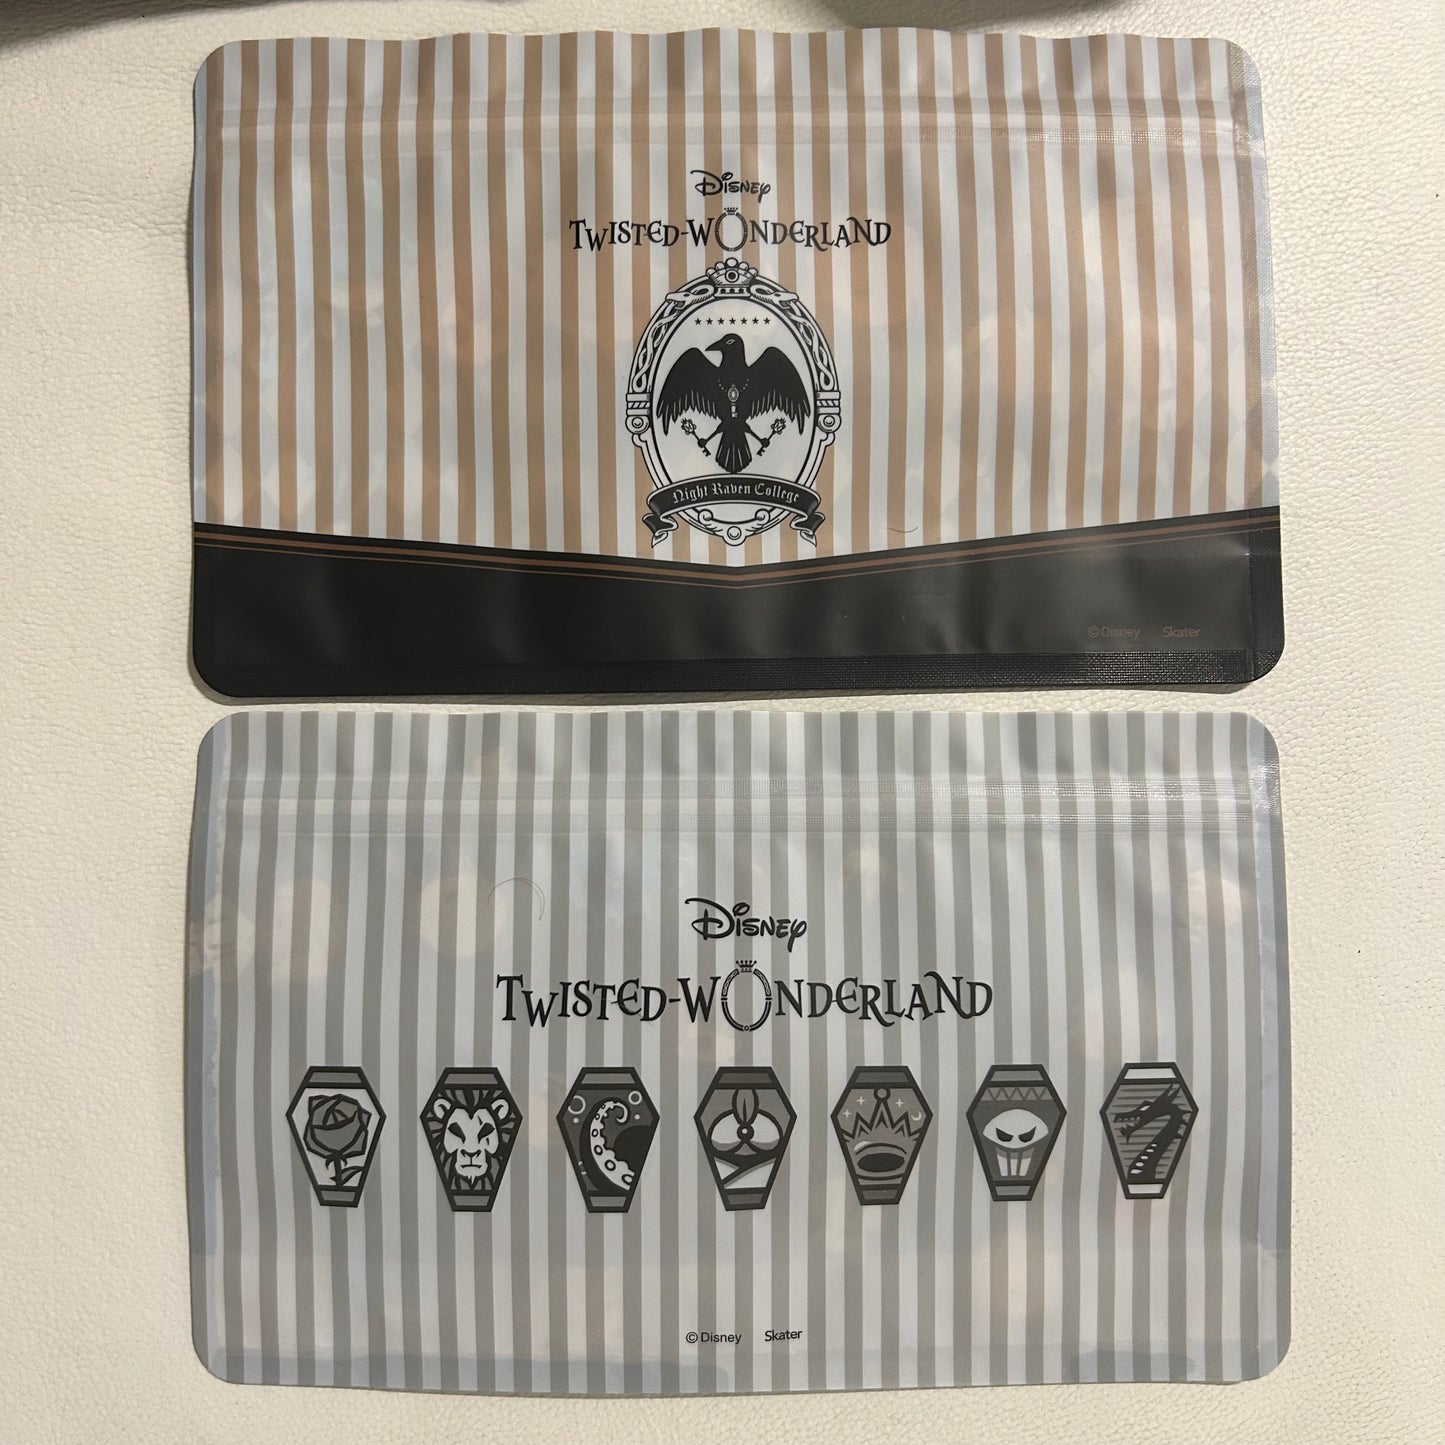 Disney
TWISTED-WONDERLAND
Night Raven College
©Disney Skater
Disney
TWISTED-WONDERLAND
©Disney Skater